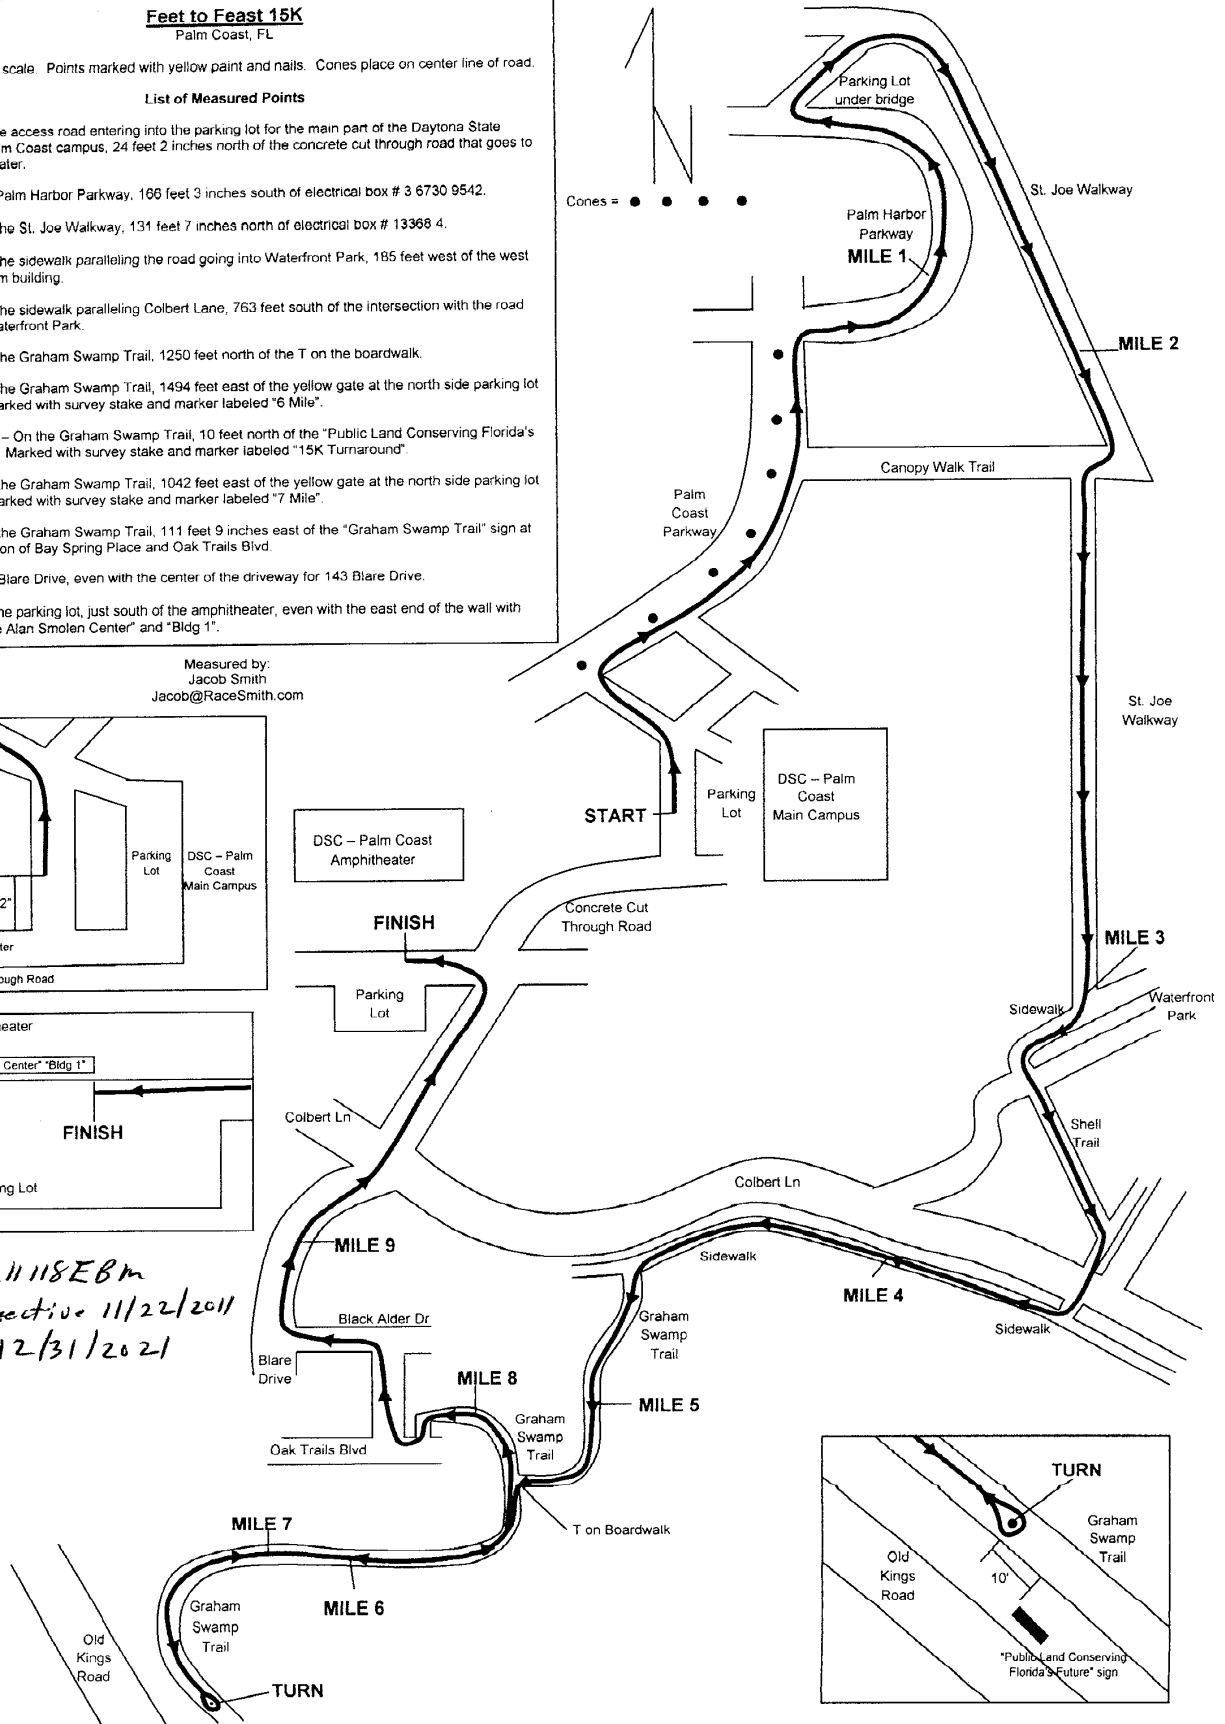 Feet to Feast 15K
Palm Coast, FL
scale. Points marked with yellow paint and nails. Cones place on center line of road.
List of Measured Points
e access road entering into the parking lot for the main part of the Daytona State
m Coast campus, 24 feet 2 inches north of the concrete cut through road that goes to
ater.
Palm Harbor Parkway, 166 feet 3 inches south of electrical box # 3 6730 9542.
he St. Joe Walkway, 131 feet 7 inches north of electrical box # 13368 4.
he sidewalk paralleling the road going into Waterfront Park, 185 feet west of the west
m building.
he sidewalk paralleling Colbert Lane, 763 feet south of the intersection with the road
aterfront Park.
he Graham Swamp Trail, 1250 feet north of the T on the boardwalk.
he Graham Swamp Trail, 1494 feet east of the yellow gate at the north side parking lot
arked with survey stake and marker labeled "6 Mile".
– On the Graham Swamp Trail, 10 feet north of the "Public Land Conserving Florida's
Marked with survey stake and marker labeled "15K Turnaround".
he Graham Swamp Trail, 1042 feet east of the yellow gate at the north side parking lot
arked with survey stake and marker labeled "7 Mile".
the Graham Swamp Trail, 111 feet 9 inches east of the "Graham Swamp Trail" sign at
on of Bay Spring Place and Oak Trails Blvd.
Blare Drive, even with the center of the driveway for 143 Blare Drive.
he parking lot, just south of the amphitheater, even with the east end of the wall with
e Alan Smolen Center" and "Bldg 1".
Measured by:
Jacob Smith
Jacob@RaceSmith.com
N
Cones =
Parking Lot
under bridge
St. Joe Walkway
Palm Harbor
Parkway
MILE 1
MILE 2
Canopy Walk Trail
Palm
Coast
Parkway
St. Joe
Walkway
START
Parking
Lot
DSC – Palm
Coast
Main Campus
DSC – Palm Coast
Amphitheater
Concrete Cut
Through Road
FINISH
Parking
Lot
MILE 3
Sidewalk
Waterfront
Park
Shell
Trail
Colbert Ln
Colbert Ln
MILE 9
Sidewalk
MILE 4
Sidewalk
Black Alder Dr
Blare
Drive
Graham
Swamp
Trail
MILE 8
MILE 5
Graham
Swamp
Trail
Oak Trails Blvd
T on Boardwalk
MILE 7
MILE 6
Graham
Swamp
Trail
Old
Kings
Road
TURN
Parking
Lot
DSC – Palm
Coast
Main Campus
2"
ter
ough Road
eater
Center" "Bldg 1"
FINISH
ng Lot
11118EBM
ective 11/22/2011
12/31/2021
TURN
Graham
Swamp
Trail
Old
Kings
Road
10'
"Public Land Conserving
Florida's Future" sign